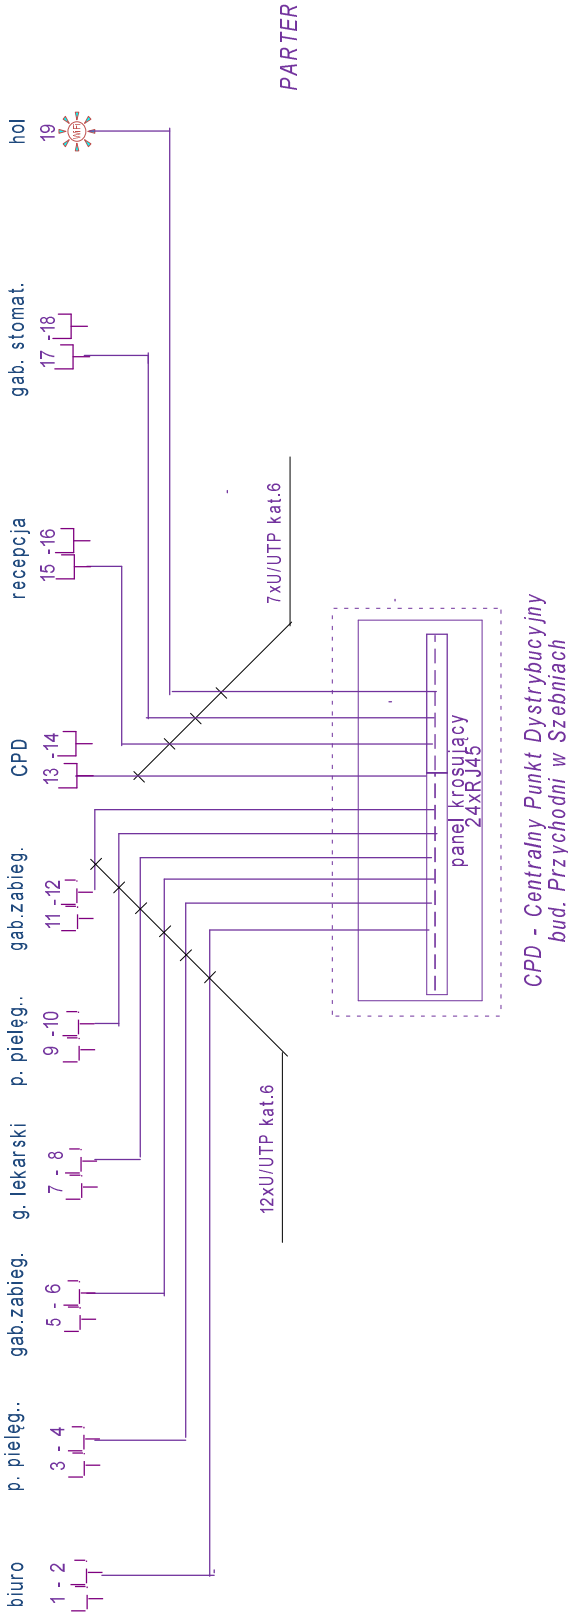 PARTER
biuro
p. pielęg..
gab.zabieg.
g. lekarski
p. pielęg..
gab.zabieg.
CPD
recepcja
gab. stomat.
hol
1 - 2
3 - 4
5 - 6
7 - 8
9 -10
11 -12
13 -14
15 -16
17 -18
19
WiFi
12xU/UTP kat.6
7xU/UTP kat.6
panel krosujący
24xRJ45
CPD - Centralny Punkt Dystrybucyjny
bud. Przychodni w Szebniach